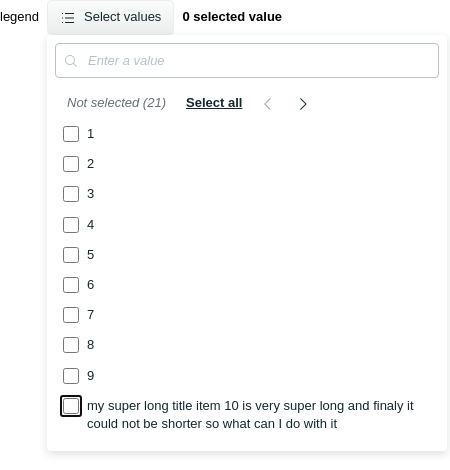 legend Select values 0 selected value
Enter a value
Not selected (21) Select all
1
2
3
4
5
6
7
8
9
my super long title item 10 is very super long and finaly it
could not be shorter so what can I do with it